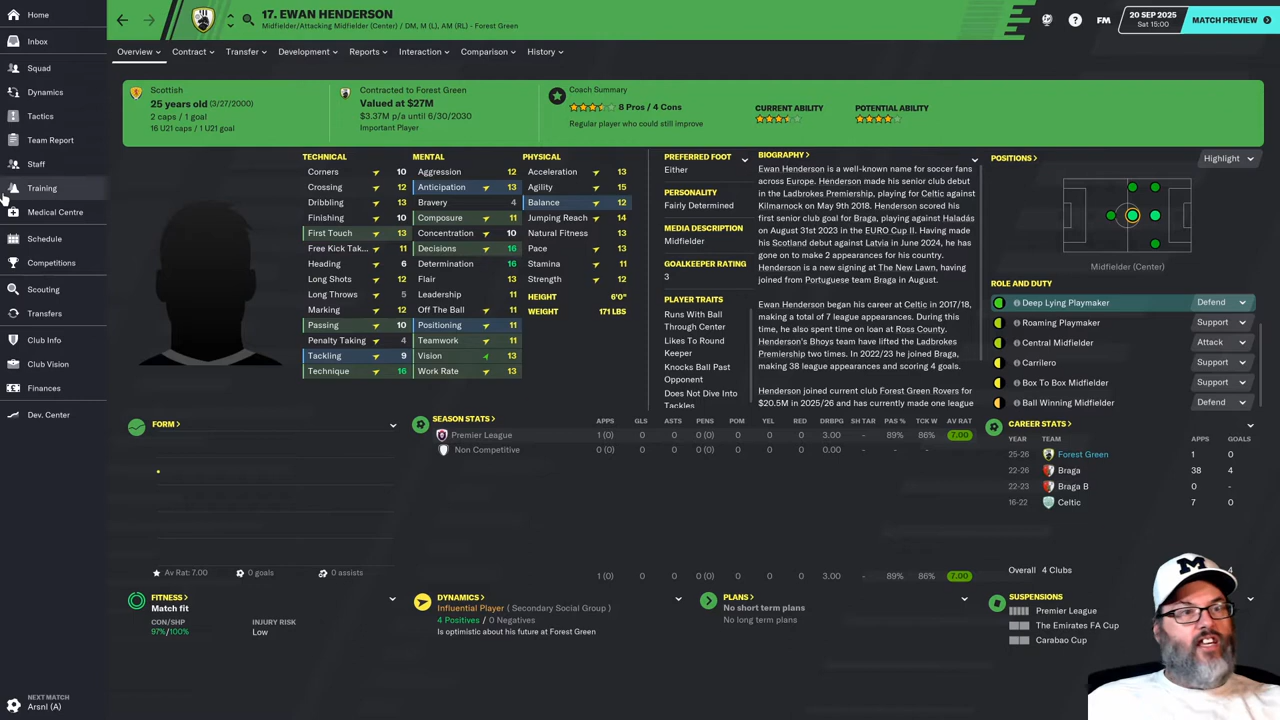 Home
Inbox
Squad
Dynamics
Tactics
Team Report
Staff
Training
Medical Centre
Schedule
Competitions
Scouting
Transfers
Club Info
Club Vision
Finances
Dev. Center
NEXT MATCH
Arsnl (A)
17. EWAN HENDERSON
Midfielder/Attacking Midfielder (Center) / DM, M (L), AM (RL) - Forest Green
FM
20 SEP 2025
Sat 15:00
MATCH PREVIEW
Overview
Contract
Transfer
Development
Reports
Interaction
Comparison
History
Scottish
25 years old (3/27/2000)
2 caps / 1 goal
16 U21 caps / 1 U21 goal
Contracted to Forest Green
Valued at $27M
$3.37M p/a until 6/30/2030
Important Player
Coach Summary
8 Pros / 4 Cons
Regular player who could still improve
CURRENT ABILITY
POTENTIAL ABILITY
TECHNICAL
Corners 10
Crossing 12
Dribbling 13
Finishing 10
First Touch 13
Free Kick Tak... 11
Heading 6
Long Shots 12
Long Throws 5
Marking 12
Passing 10
Penalty Taking 4
Tackling 9
Technique 16
MENTAL
Aggression 12
Anticipation 13
Bravery 4
Composure 11
Concentration 10
Decisions 16
Determination 16
Flair 13
Leadership 11
Off The Ball 11
Positioning 11
Teamwork 11
Vision 13
Work Rate 13
PHYSICAL
Acceleration 13
Agility 15
Balance 12
Jumping Reach 14
Natural Fitness 13
Pace 13
Stamina 11
Strength 12
HEIGHT 6'0"
WEIGHT 171 LBS
PREFERRED FOOT
Either
PERSONALITY
Fairly Determined
MEDIA DESCRIPTION
Midfielder
GOALKEEPER RATING
3
PLAYER TRAITS
Runs With Ball
Through Center
Likes To Round
Keeper
Knocks Ball Past
Opponent
Does Not Dive Into
Tackles
BIOGRAPHY
Ewan Henderson is a well-known name for soccer fans
across Europe. Henderson made his senior club debut
in the Ladbrokes Premiership, playing for Celtic against
Kilmarnock on May 9th 2018. Henderson scored his
first senior club goal for Braga, playing against Haladás
on August 31st 2023 in the EURO Cup II. Having made
his Scotland debut against Latvia in June 2024, he has
gone on to make 2 appearances for his country.
Henderson is a new signing at The New Lawn, having
joined from Portuguese team Braga in August.
Ewan Henderson began his career at Celtic in 2017/18,
making a total of 7 league appearances. During this
time, he also spent time on loan at Ross County.
Henderson's Bhoys team have lifted the Ladbrokes
Premiership two times. In 2022/23 he joined Braga,
making 38 league appearances and scoring 4 goals.
Henderson joined current club Forest Green Rovers for
$20.5M in 2025/26 and has currently made one league
POSITIONS
Highlight
Midfielder (Center)
ROLE AND DUTY
Deep Lying Playmaker Defend
Roaming Playmaker Support
Central Midfielder Attack
Carrilero Support
Box To Box Midfielder Support
Ball Winning Midfielder Defend
FORM
Av Rat: 7.00 0 goals 0 assists
SEASON STATS APPS GLS ASTS PENS POM YEL RED DRBPG SH TAR PAS % TCK W AV RAT
Premier League 1 (0) 0 0 0 (0) 0 0 0 3.00 - 89% 86% 7.00
Non Competitive 0 (0) 0 0 0 (0) 0 0 0 0.00 - - - -
1 (0) 0 0 0 (0) 0 0 0 3.00 - 89% 86% 7.00
CAREER STATS
YEAR TEAM APPS GOALS
25-26 Forest Green 1 0
22-26 Braga 38 4
22-23 Braga B 0 -
16-22 Celtic 7 0
Overall 4 Clubs
FITNESS
Match fit
CON/SHP
97%/100%
INJURY RISK
Low
DYNAMICS
Influential Player ( Secondary Social Group )
4 Positives / 0 Negatives
Is optimistic about his future at Forest Green
PLANS
No short term plans
No long term plans
SUSPENSIONS
Premier League
The Emirates FA Cup
Carabao Cup
M